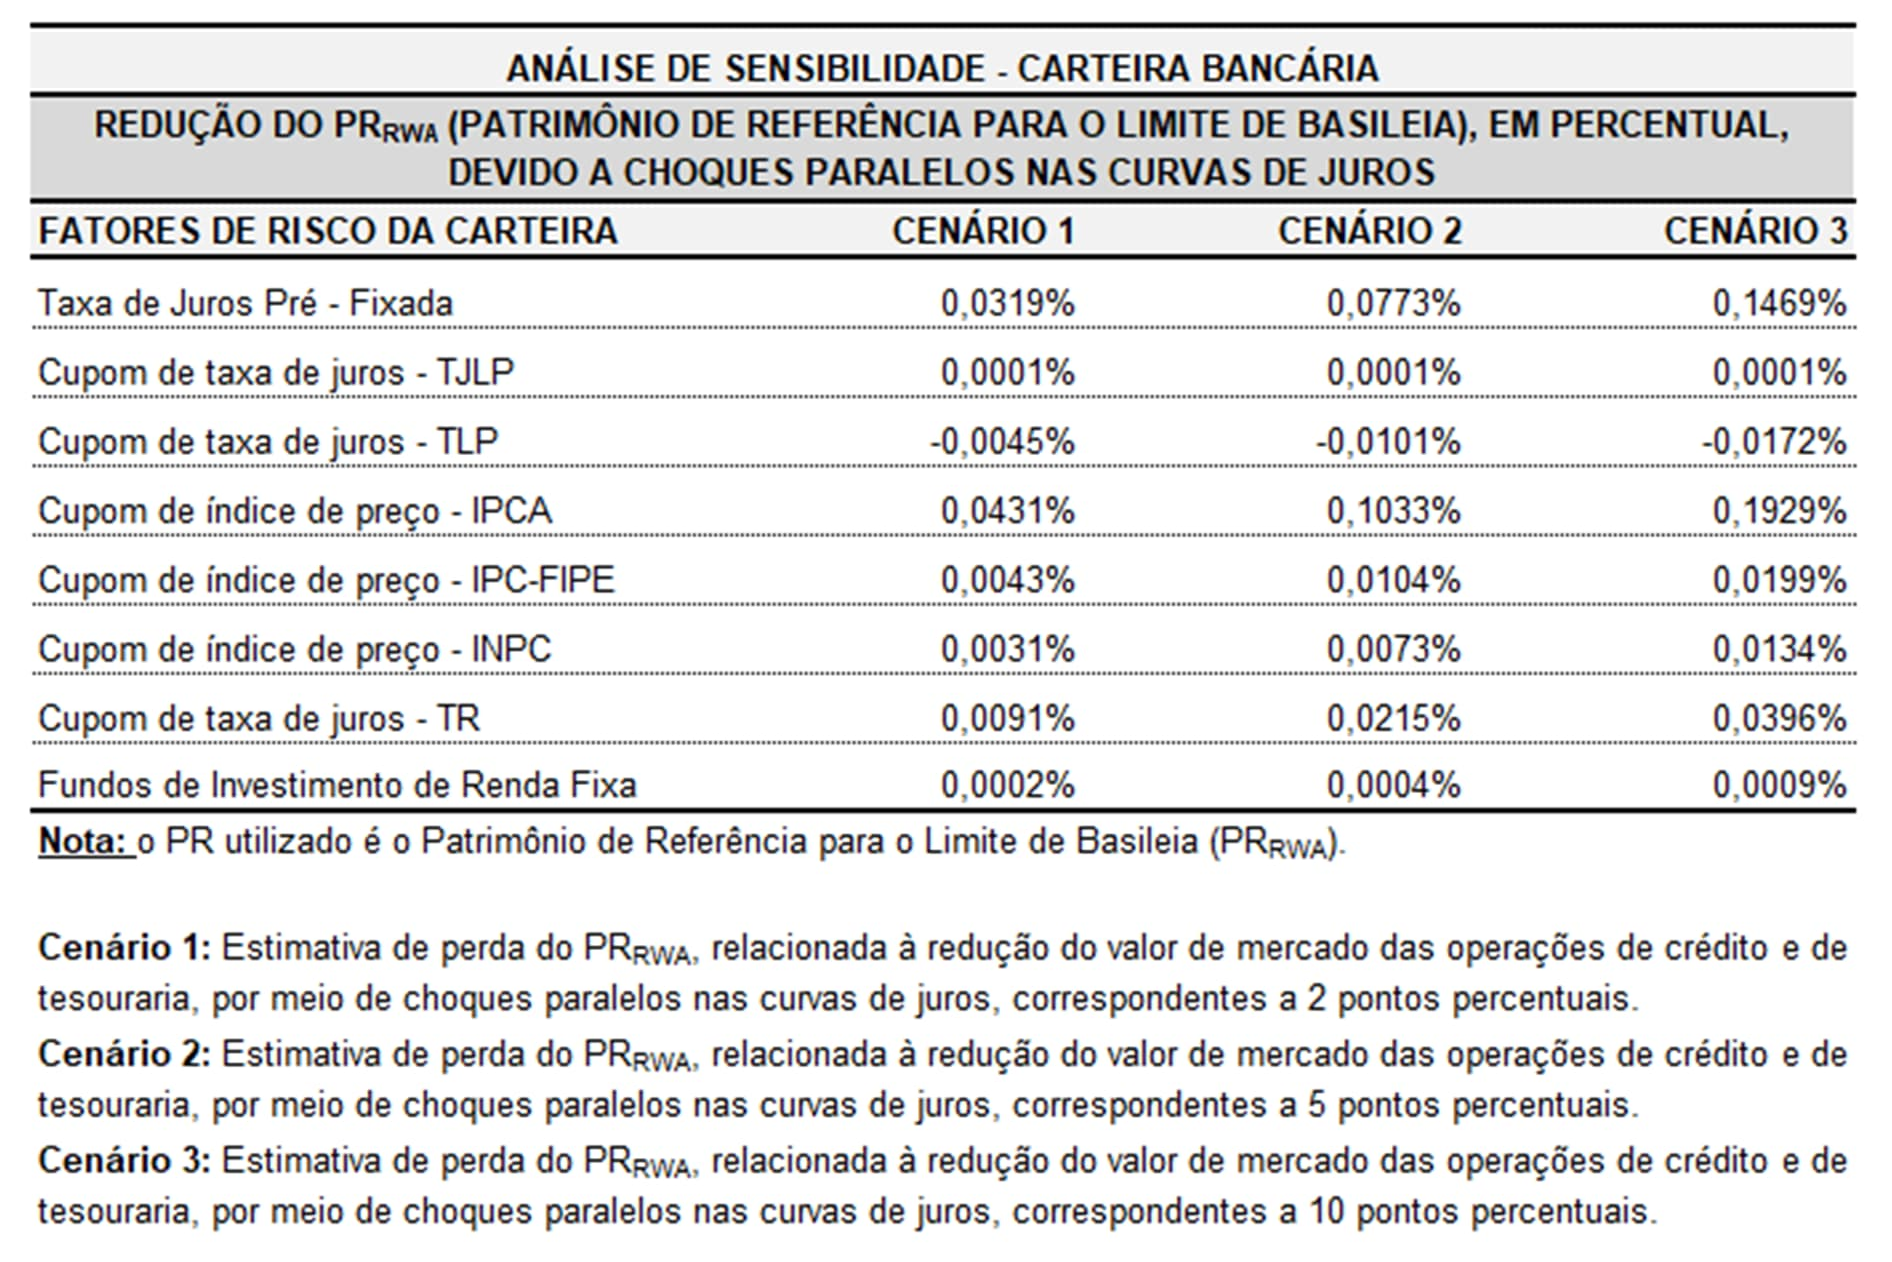 ANÁLISE DE SENSIBILIDADE - CARTEIRA BANCÁRIA
REDUÇÃO DO PRRWA (PATRIMÔNIO DE REFERÊNCIA PARA O LIMITE DE BASILEIA), EM PERCENTUAL,
DEVIDO A CHOQUES PARALELOS NAS CURVAS DE JUROS
FATORES DE RISCO DA CARTEIRA CENÁRIO 1 CENÁRIO 2 CENÁRIO 3
Taxa de Juros Pré - Fixada 0,0319% 0,0773% 0,1469%
Cupom de taxa de juros - TJLP 0,0001% 0,0001% 0,0001%
Cupom de taxa de juros - TLP -0,0045% -0,0101% -0,0172%
Cupom de índice de preço - IPCA 0,0431% 0,1033% 0,1929%
Cupom de índice de preço - IPC-FIPE 0,0043% 0,0104% 0,0199%
Cupom de índice de preço - INPC 0,0031% 0,0073% 0,0134%
Cupom de taxa de juros - TR 0,0091% 0,0215% 0,0396%
Fundos de Investimento de Renda Fixa 0,0002% 0,0004% 0,0009%
Nota: o PR utilizado é o Patrimônio de Referência para o Limite de Basileia (PRRWA).
Cenário 1: Estimativa de perda do PRRWA, relacionada à redução do valor de mercado das operações de crédito e de
tesouraria, por meio de choques paralelos nas curvas de juros, correspondentes a 2 pontos percentuais.
Cenário 2: Estimativa de perda do PRRWA, relacionada à redução do valor de mercado das operações de crédito e de
tesouraria, por meio de choques paralelos nas curvas de juros, correspondentes a 5 pontos percentuais.
Cenário 3: Estimativa de perda do PRRWA, relacionada à redução do valor de mercado das operações de crédito e de
tesouraria, por meio de choques paralelos nas curvas de juros, correspondentes a 10 pontos percentuais.